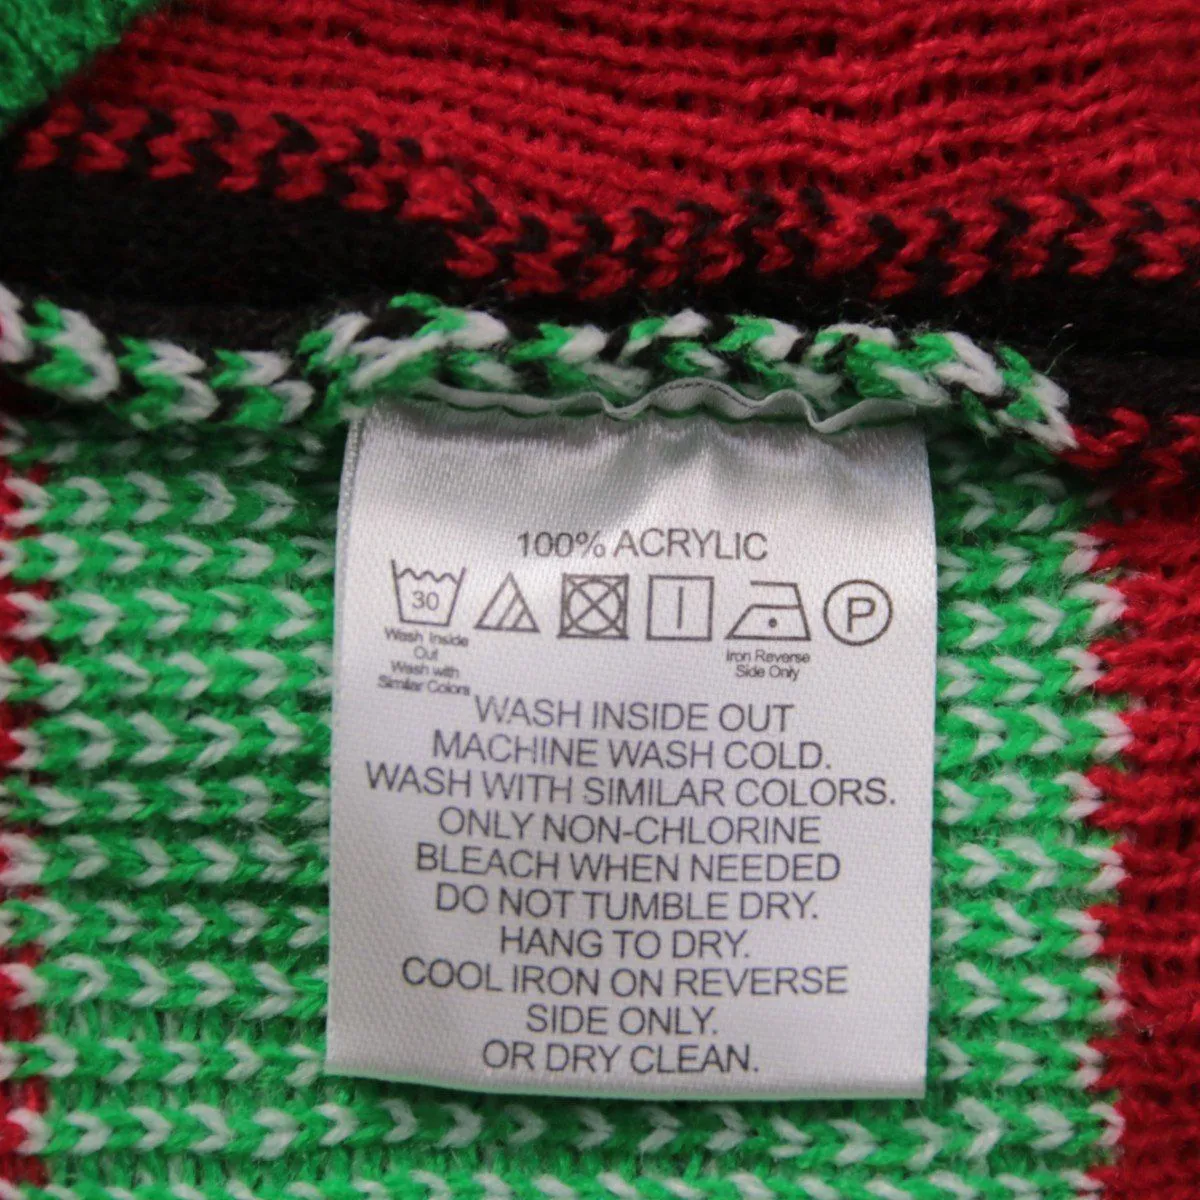 100% ACRYLIC
30
P
Wash Inside
Out
Wash with
Similar Colors
Iron Reverse
Side Only
WASH INSIDE OUT
MACHINE WASH COLD.
WASH WITH SIMILAR COLORS.
ONLY NON-CHLORINE
BLEACH WHEN NEEDED
DO NOT TUMBLE DRY.
HANG TO DRY.
COOL IRON ON REVERSE
SIDE ONLY.
OR DRY CLEAN.